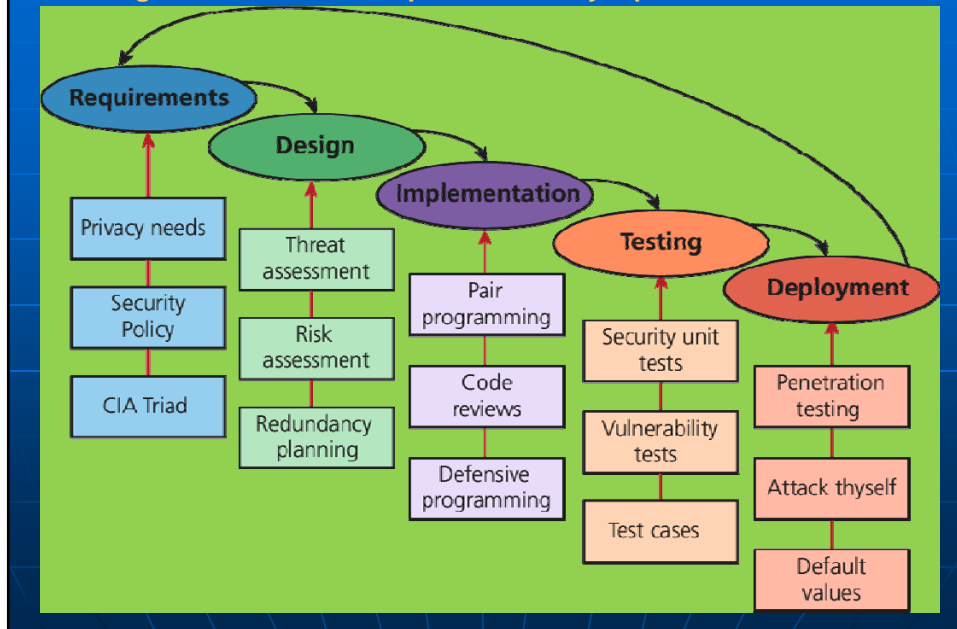 Requirements
Design
Implementation
Testing
Deployment
Privacy needs
Security
Policy
CIA Triad
Threat
assessment
Risk
assessment
Redundancy
planning
Pair
programming
Code
reviews
Defensive
programming
Security unit
tests
Vulnerability
tests
Test cases
Penetration
testing
Attack thyself
Default
values